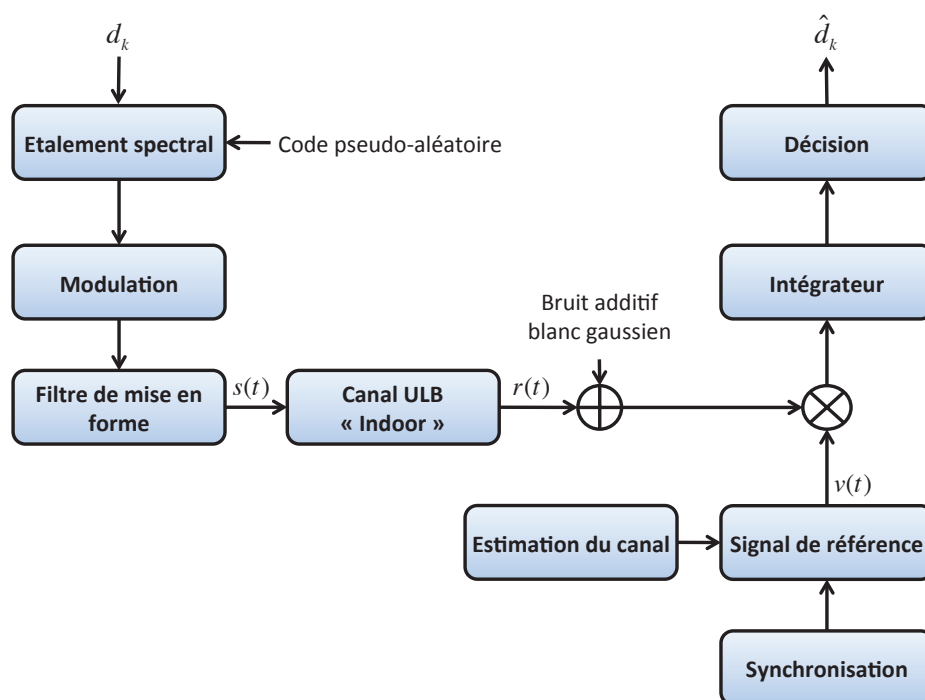 d_k
Etalement spectral
Code pseudo-aléatoire
Modulation
Filtre de mise en
forme
s(t)
Canal ULB
« Indoor »
r(t)
Bruit additif
blanc gaussien
d̂_k
Décision
Intégrateur
v(t)
Estimation du canal
Signal de référence
Synchronisation